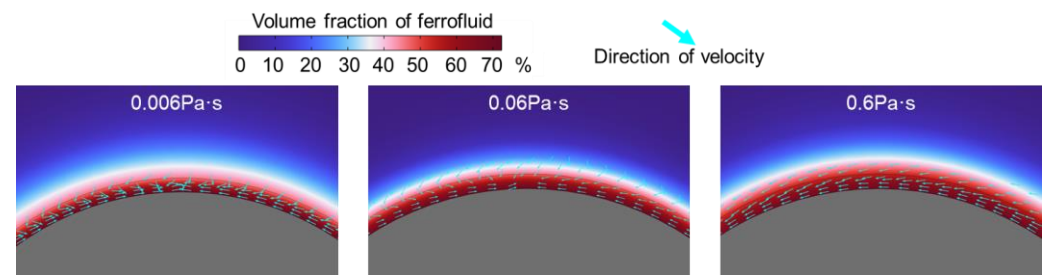 Volume fraction of ferrofluid
0 10 20 30 40 50 60 70 %
Direction of velocity
0.006Pa·s
0.06Pa·s
0.6Pa·s